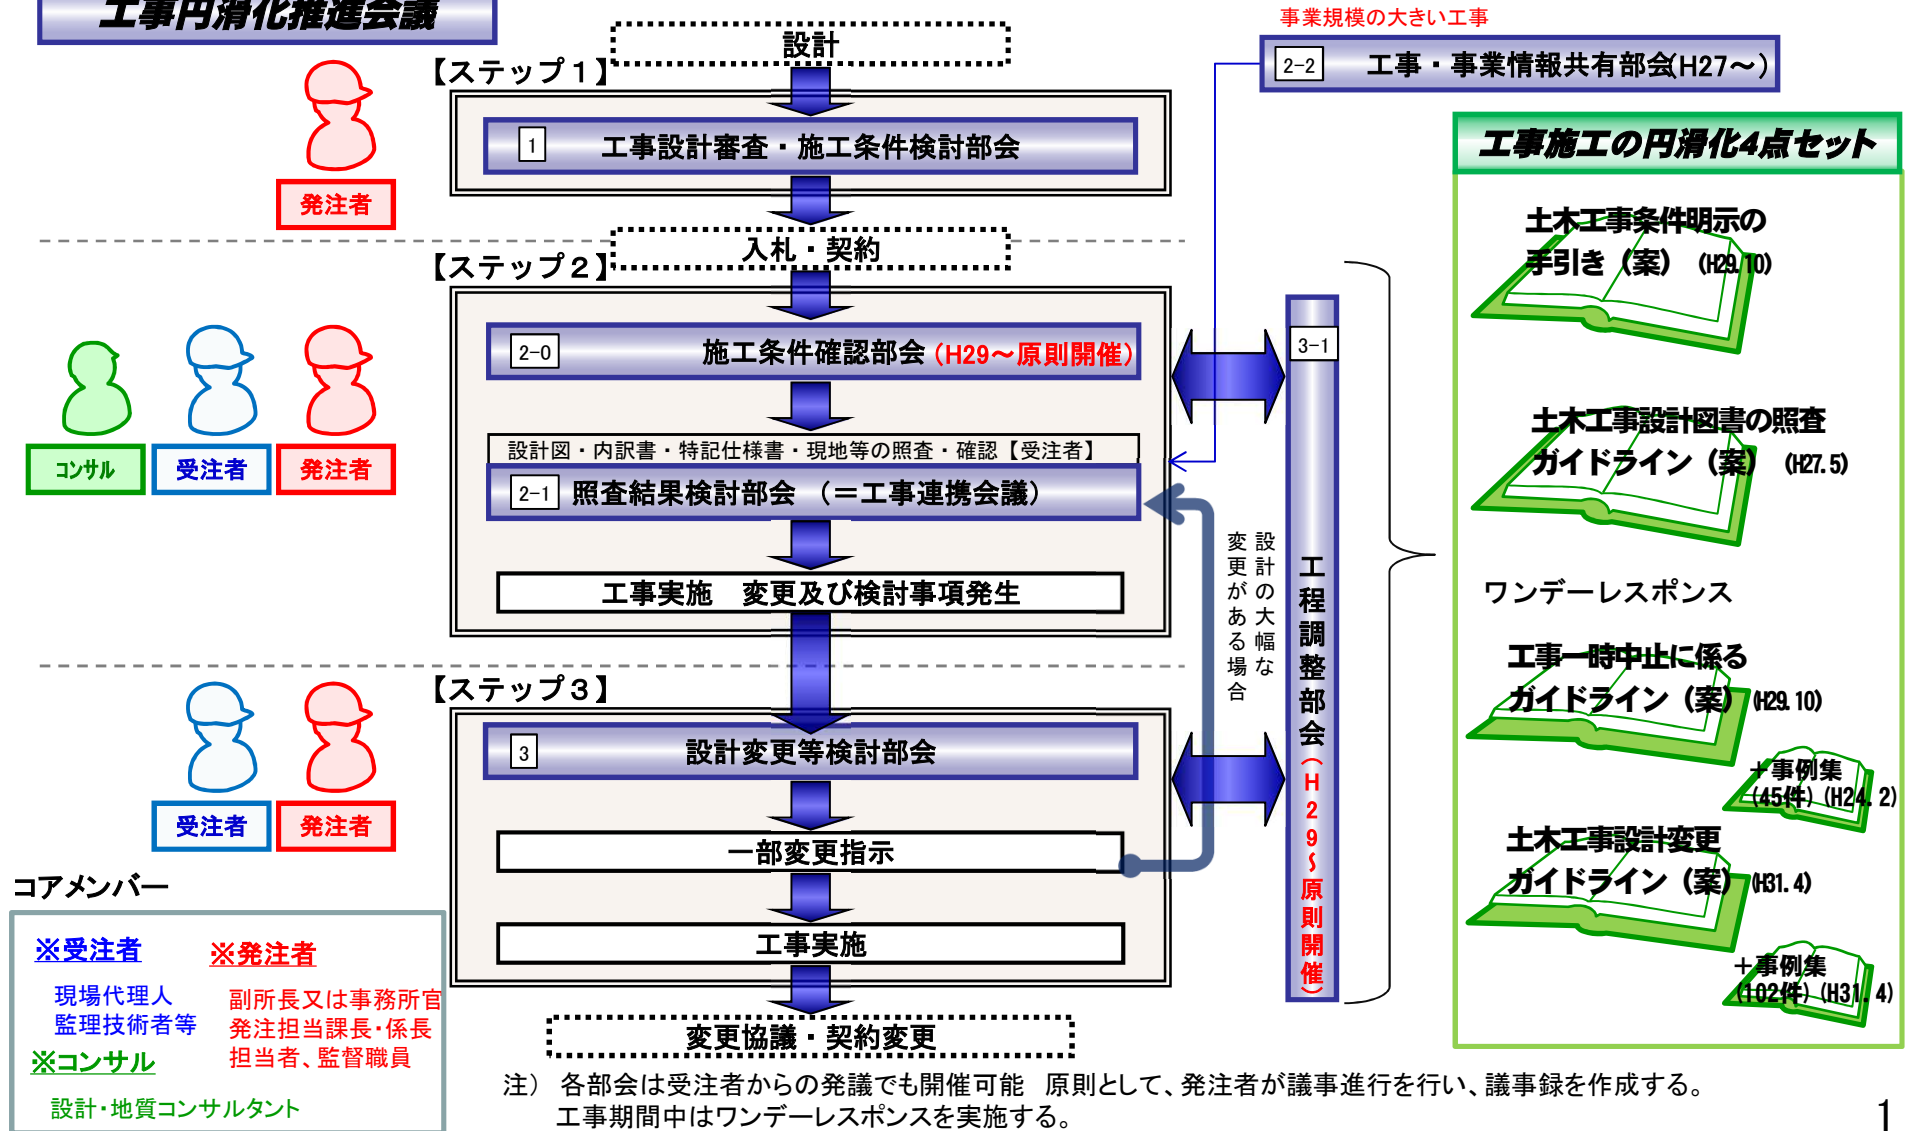 工事円滑化推進会議
事業規模の大きい工事
2-2 工事・事業情報共有部会(H27～)
設計
【ステップ１】
1 工事設計審査・施工条件検討部会
発注者
入札・契約
【ステップ２】
2-0 施工条件確認部会(H29～原則開催)
設計図・内訳書・特記仕様書・現地等の照査・確認【受注者】
2-1 照査結果検討部会 （＝工事連携会議）
工事実施　変更及び検討事項発生
コンサル
受注者
発注者
設計の大幅な
変更がある場合
3-1
工程調整部会(H29～原則開催)
【ステップ３】
3 設計変更等検討部会
一部変更指示
工事実施
変更協議・契約変更
受注者
発注者
コアメンバー
※受注者
現場代理人
監理技術者等
※発注者
副所長又は事務所官
発注担当課長・係長
担当者、監督職員
※コンサル
設計・地質コンサルタント
工事施工の円滑化4点セット
土木工事条件明示の
手引き（案） (H29.10)
土木工事設計図書の照査
ガイドライン（案） (H27.5)
ワンデーレスポンス
工事一時中止に係る
ガイドライン（案）(H29.10)
＋事例集
(45件)(H24.2)
土木工事設計変更
ガイドライン（案）(H31.4)
＋事例集
(102件)(H31.4)
注） 各部会は受注者からの発議でも開催可能　原則として、発注者が議事進行を行い、議事録を作成する。
工事期間中はワンデーレスポンスを実施する。
1